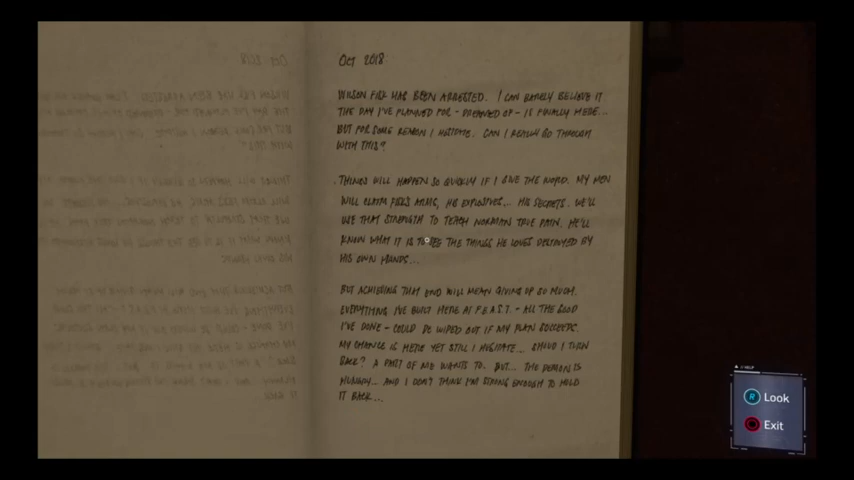 Oct 2018
WILSON FISK HAS BEEN ARRESTED. I CAN BARELY BELIEVE IT.
THE DAY I'VE PLANNED FOR - DREAMED OF - IS FINALLY HERE...
BUT FOR SOME REASON I HESITATE. CAN I REALLY GO THROUGH
WITH THIS?
THINGS WILL HAPPEN SO QUICKLY IF I GIVE THE WORD. MY MEN
WILL CLAIM FISK'S ARMS, HIS EXPLOSIVES... HIS SECRETS. WE'LL
USE THAT STRENGTH TO TEACH NORMAN TRUE PAIN. HE'LL
KNOW WHAT IT IS TO SEE THE THINGS HE LOVES DESTROYED BY
HIS OWN HANDS...
BUT ACHIEVING THAT END WILL MEAN GIVING UP SO MUCH.
EVERYTHING I'VE BUILT HERE AT F.E.A.S.T. - ALL THE GOOD
I'VE DONE - COULD BE WIPED OUT IF MY PLAN SUCCEEDS.
MY CHANCE IS HERE YET STILL I HESITATE... SHOULD I TURN
BACK? A PART OF ME WANTS TO. BUT... THE DEMON IS
HUNGRY... AND I DON'T THINK I'M STRONG ENOUGH TO HOLD
IT BACK...
HELP
R Look
Exit